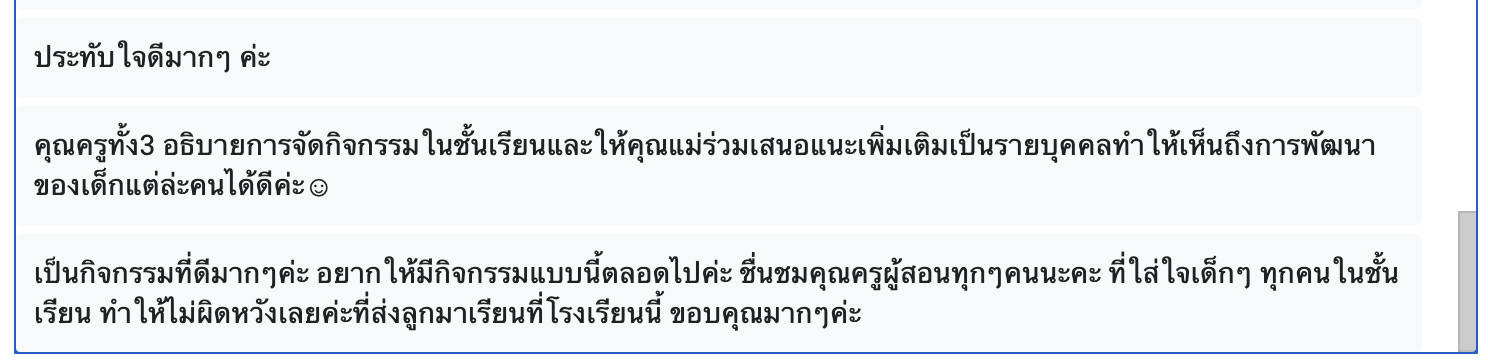 ประทับใจดีมากๆ ค่ะ
คุณครูทั้ง3 อธิบายการจัดกิจกรรมในชั้นเรียนและให้คุณแม่ร่วมเสนอแนะเพิ่มเติมเป็นรายบุคคลทำให้เห็นถึงการพัฒนา
ของเด็กแต่ล่ะคนได้ดีค่ะ☺
เป็นกิจกรรมที่ดีมากๆค่ะ อยากให้มีกิจกรรมแบบนี้ตลอดไปค่ะ ชื่นชมคุณครูผู้สอนทุกๆคนนะคะ ที่ใส่ใจเด็กๆ ทุกคนในชั้น
เรียน ทำให้ไม่ผิดหวังเลยค่ะที่ส่งลูกมาเรียนที่โรงเรียนนี้ ขอบคุณมากๆค่ะ